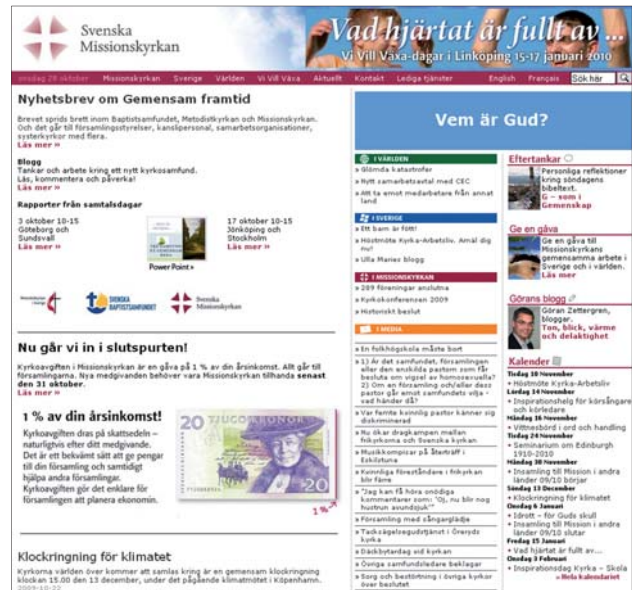 Svenska
Missionskyrkan
Vad hjärtat är fullt av ...
Vi Vill Växa-dagar i Linköping 15-17 januari 2010
onsdag 28 oktober Missionskyrkan Sverige Världen Vi Vill Växa Aktuellt Kontakt Lediga tjänster English Français Sök här
Nyhetsbrev om Gemensam framtid
Brevet sprids brett inom Baptistsamfundet, Metodistkyrkan och Missionskyrkan.
Och det går till församlingsstyrelser, kanslipersonal, samarbetsorganisationer,
systerkyrkor med flera.
Läs mer »
Blogg
Tankar och arbete kring ett nytt kyrkosamfund.
Läs, kommentera och påverka!
Läs mer »
Rapporter från samtalsdagar
3 oktober 10-15
Göteborg och
Sundsvall
Läs mer »
Power Point »
17 oktober 10-15
Jönköping och
Stockholm
Läs mer »
SVENSKA
BAPTISTSAMFUNDET
Svenska
Missionskyrkan
Nu går vi in i slutspurten!
Kyrkoavgiften i Missionskyrkan är en gåva på 1 % av din årsinkomst. Allt går till
församlingarna. Nya medgivanden behöver vara Missionskyrkan tillhanda senast
den 31 oktober.
Läs mer »
1 % av din årsinkomst!
Kyrkoavgiften dras på skattsedeln –
naturligtvis efter ditt medgivande.
Det är ett bekvämt sätt att ge pengar
till din församling och samtidigt
hjälpa andra församlingar.
Kyrkoavgiften gör det enklare för
församlingen att planera ekonomin.
20 TJUGO KRONOR
20
1 %
Klockringning för klimatet
Kyrkorna världen över kommer att samlas kring är en gemensam klockringning
klockan 15.00 den 13 december, under det pågående klimatmötet i Köpenhamn.
2009-10-22
Vem är Gud?
I VÄRLDEN
» Glömda katastrofer
» Nytt samarbetsavtal med CEC
» Att ta emot medarbetare från annat
land
I SVERIGE
» Ett barn är fött!
» Höstmöte Kyrka-Arbetsliv. Anmäl dig
nu!
» Ulla Maries blogg
I MISSIONSKYRKAN
» 289 föreningar anslutna
» Kyrkokonferensen 2009
» Historiskt beslut
I MEDIA
» En folkhögskola måste bort
» 1) Är det samfundet, församlingen
eller den enskilda pastorn som får
besluta om vigsel av homosexuella?
2) Om en församling och/eller dess
pastor går emot samfundets vilja -
vad händer då?
» Var femte kvinnlig pastor känner sig
diskriminerad
» Nu ökar dragkampen mellan
frikyrkorna och Svenska kyrkan
» Musikkompisar på återträff i
Eskilstuna
» Kvinnliga föreståndare i frikyrkan
blir färre
» "Jag kan få höra onödiga
kommentarer som: 'Oj, nu blir nog
hustrun avundsjuk'"
» Församling med sångarglädje
» Tacksägelsegudstjänst i Öreryds
kyrka
» Däckbytardag vid kyrkan
» Övriga samfundsledare beklagar
» Sorg och bestörtning i övriga kyrkor
över beslutet
Eftertankar
Personliga reflektioner
kring söndagens
bibeltext.
G – som i
Gemenskap
Ge en gåva
Ge en gåva till
Missionskyrkans
gemensamma arbete i
Sverige och i världen.
Läs mer
Görans blogg
Göran Zettergren,
bloggar.
Ton, blick, värme
och delaktighet
Kalender
Tisdag 10 November
• Höstmöte Kyrka-Arbetsliv
Lördag 14 November
• Inspirationshelg för körsångare
och körledare
Måndag 16 November
• Vittnesbörd i ord och handling
Tisdag 24 November
• Seminarium om Edinburgh
1910-2010
Måndag 30 November
• Insamling till Mission i andra
länder 09/10 börjar
Söndag 13 December
• Klockringning för klimatet
Onsdag 6 Januari
• Idrott - för Guds skull
• Insamling till Mission i andra
länder 09/10 slutar
Fredag 15 Januari
• Vad hjärtat är fullt av...
Onsdag 3 Februari
• Inspirationsdag Kyrka – Skola
» Hela kalendariet